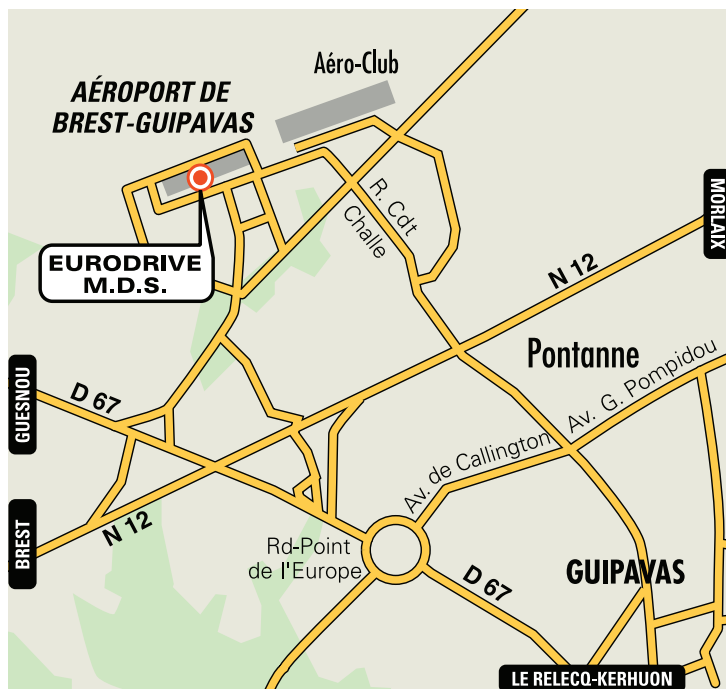 Aéro-Club
AÉROPORT DE
BREST-GUIPAVAS
R. Cdt
Challe
MORLAIX
EURODRIVE
M.D.S.
N 12
Pontanne
GUESNOU
D 67
Av. G. Pompidou
Av. de Callington
BREST
N 12
Rd-Point
de l'Europe
GUIPAVAS
D 67
LE RELECQ-KERHUON